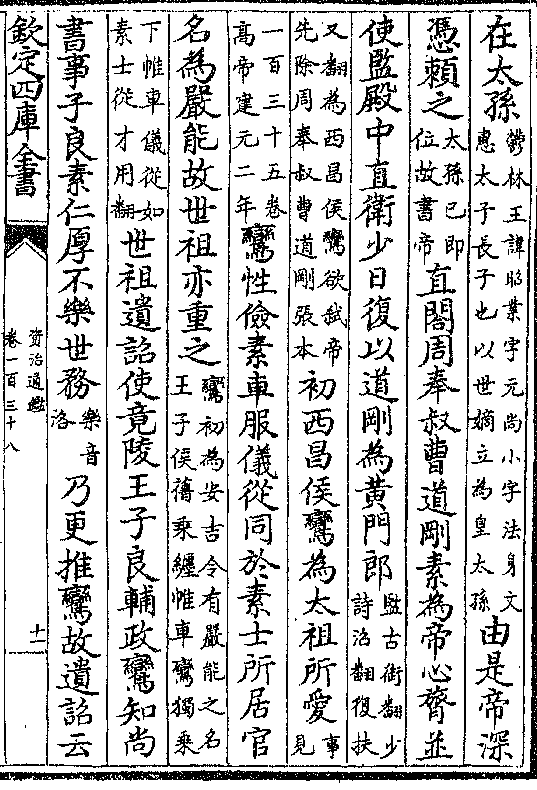 在太孫鬱林王諱昭業字元尚小字法身文惠太子長子也以世嫡立為皇太孫由是帝深
憑賴之太孫已即位故書帝直閤周奉叔曹道剛素為帝心膂並
使監殿中直衛少日復以道剛為黄門郎監古銜翻少詩沼翻復扶
又翻為西昌侯鸞欲弑帝先除周奉叔曹道剛張本初西昌侯鸞為太祖所愛事見
一百三十五卷高帝建元二年鸞性儉素車服儀從同於素士所居官
名為嚴能故世祖亦重之鸞初為安吉令有嚴能之名王子侯舊乘纒帷車鸞獨乘
下帷車儀從如素士從才用翻世祖遺詔使竟陵王子良輔政鸞知尚
書事子良素仁厚不樂世務樂音洛乃更推鸞故遺詔云
欽定四庫全書
資治通鑑
卷一百三十八
十一